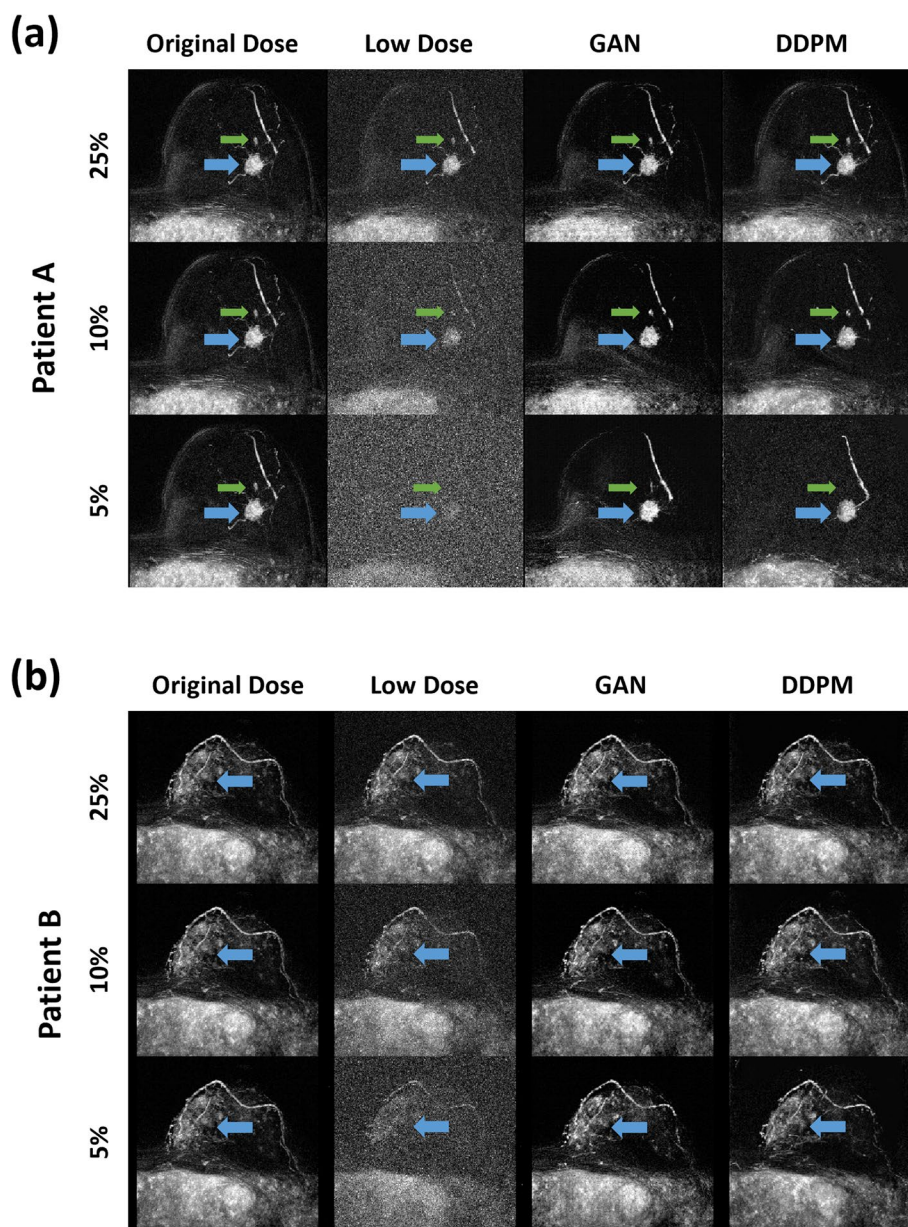 (a)
Original Dose Low Dose GAN DDPM
Patient A
25%
10%
5%
(b)
Original Dose Low Dose GAN DDPM
Patient B
25%
10%
5%